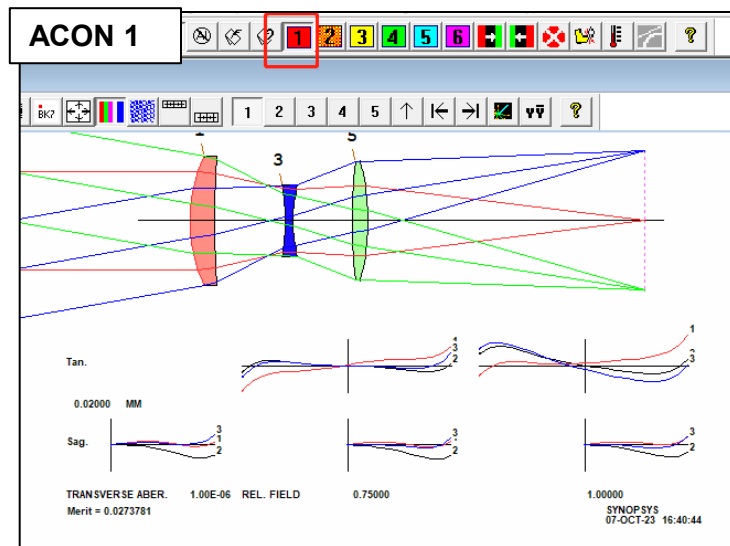 ACON 1
1 2 3 4 5 6 ?
BK7 1 2 3 4 5 ?
3 5
Tan.
1 3 2
1 2 3
0.02000 MM
Sag.
3 1 2
3 2
3 2
TRANSVERSE ABER. 1.00E-06 REL. FIELD 0.75000 1.00000
Merit = 0.0273781
SYNOPSYS
07-OCT-23 16:40:44